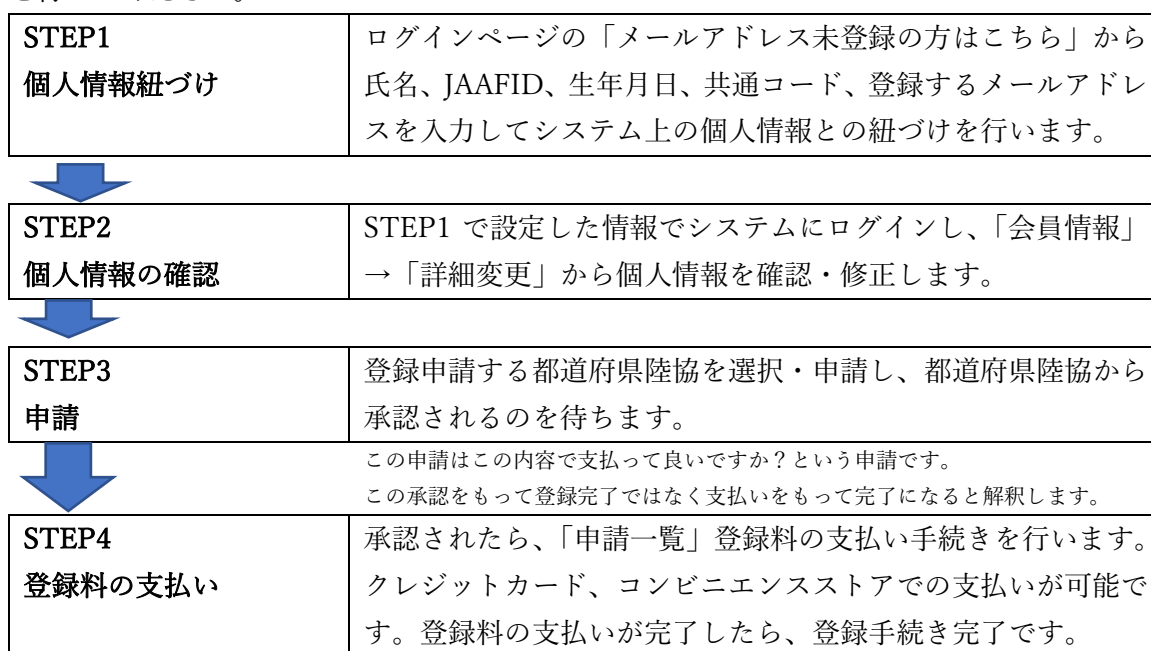 STEP1
個人情報紐づけ
ログインページの「メールアドレス未登録の方はこちら」から
氏名、JAAFID、生年月日、共通コード、登録するメールアドレ
スを入力してシステム上の個人情報との紐づけを行います。
STEP2
個人情報の確認
STEP1 で設定した情報でシステムにログインし、「会員情報」
→「詳細変更」から個人情報を確認・修正します。
STEP3
申請
登録申請する都道府県陸協を選択・申請し、都道府県陸協から
承認されるのを待ちます。
この申請はこの内容で支払って良いですか?という申請です。
この承認をもって登録完了ではなく支払いをもって完了になると解釈します。
STEP4
登録料の支払い
承認されたら、「申請一覧」登録料の支払い手続きを行います。
クレジットカード、コンビニエンスストアでの支払いが可能で
す。登録料の支払いが完了したら、登録手続き完了です。